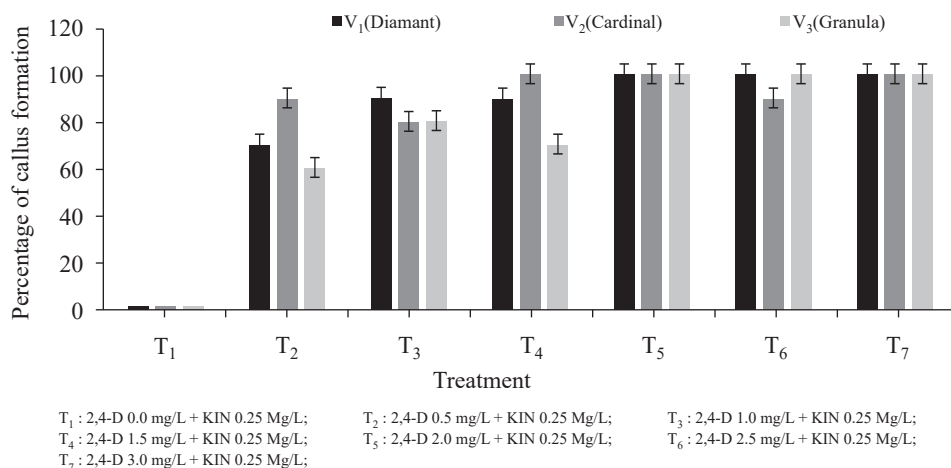 V₁(Diamant) V₂(Cardinal) V₃(Granula)
120
100
80
60
40
20
0
Percentage of callus formation
T₁ T₂ T₃ T₄ T₅ T₆ T₇
Treatment
T₁ : 2,4-D 0.0 mg/L + KIN 0.25 Mg/L; T₂ : 2,4-D 0.5 mg/L + KIN 0.25 Mg/L; T₃ : 2,4-D 1.0 mg/L + KIN 0.25 Mg/L;
T₄ : 2,4-D 1.5 mg/L + KIN 0.25 Mg/L; T₅ : 2,4-D 2.0 mg/L + KIN 0.25 Mg/L; T₆ : 2,4-D 2.5 mg/L + KIN 0.25 Mg/L;
T₇ : 2,4-D 3.0 mg/L + KIN 0.25 Mg/L;